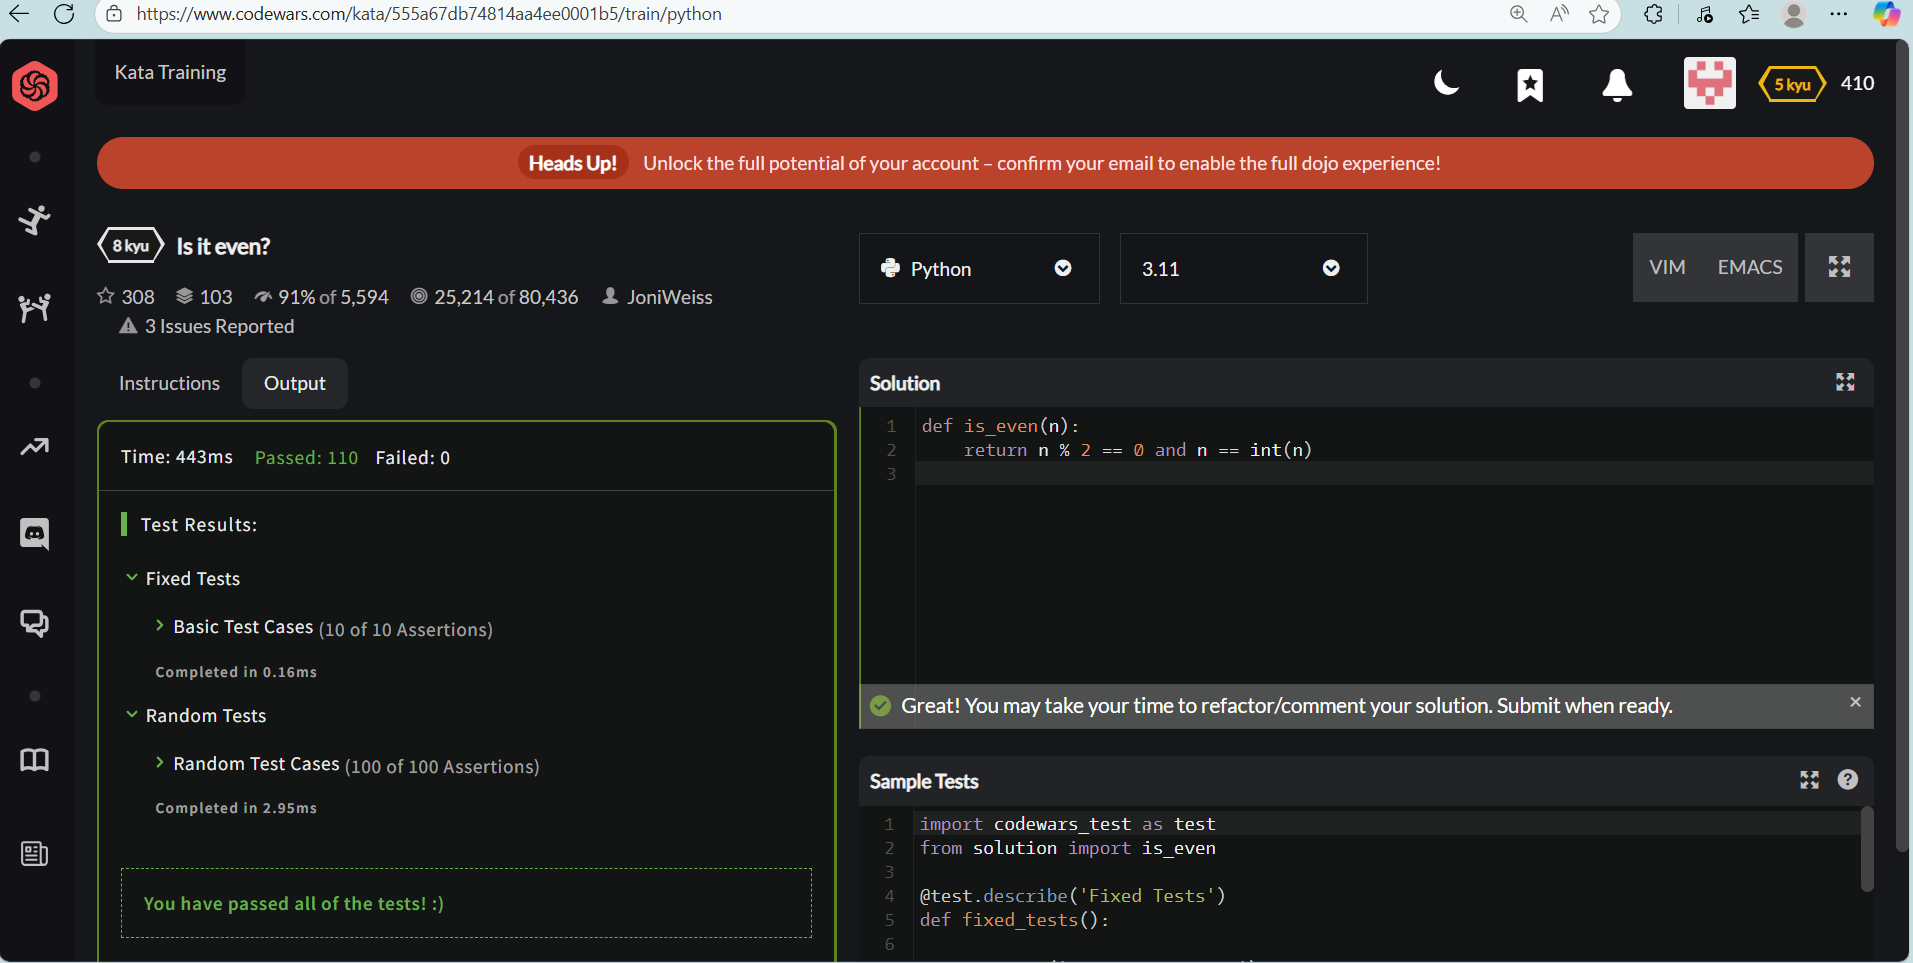 https://www.codewars.com/kata/555a67db74814aa4ee0001b5/train/python
Kata Training
5 kyu 410
Heads Up! Unlock the full potential of your account – confirm your email to enable the full dojo experience!
8 kyu Is it even?
308 103 91% of 5,594 25,214 of 80,436 JoniWeiss
3 Issues Reported
Python
3.11
VIM EMACS
Instructions Output
Time: 443ms Passed: 110 Failed: 0
Test Results:
Fixed Tests
Basic Test Cases (10 of 10 Assertions)
Completed in 0.16ms
Random Tests
Random Test Cases (100 of 100 Assertions)
Completed in 2.95ms
You have passed all of the tests! :)
Solution
1 def is_even(n):
2     return n % 2 == 0 and n == int(n)
3
Great! You may take your time to refactor/comment your solution. Submit when ready.
Sample Tests
1 import codewars_test as test
2 from solution import is_even
3
4 @test.describe('Fixed Tests')
5 def fixed_tests():
6